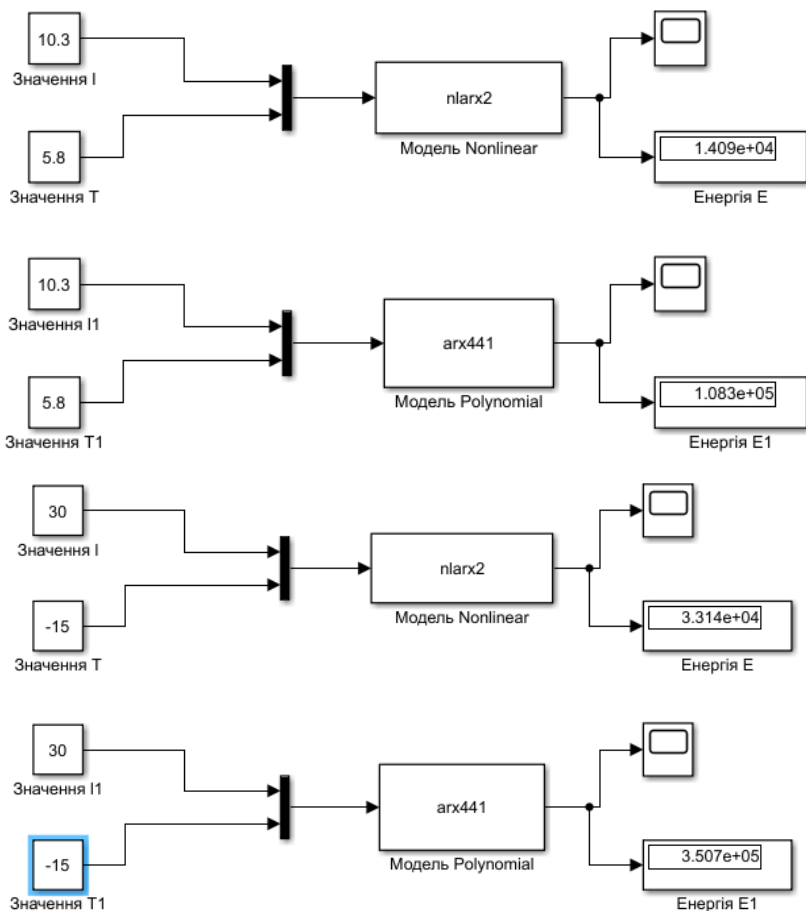 10.3
Значення I
5.8
Значення T
nlarx2
Модель Nonlinear
1.409e+04
Енергія E
10.3
Значення I1
5.8
Значення T1
arx441
Модель Polynomial
1.083e+05
Енергія E1
30
Значення I
-15
Значення T
nlarx2
Модель Nonlinear
3.314e+04
Енергія E
30
Значення I1
-15
Значення T1
arx441
Модель Polynomial
3.507e+05
Енергія E1